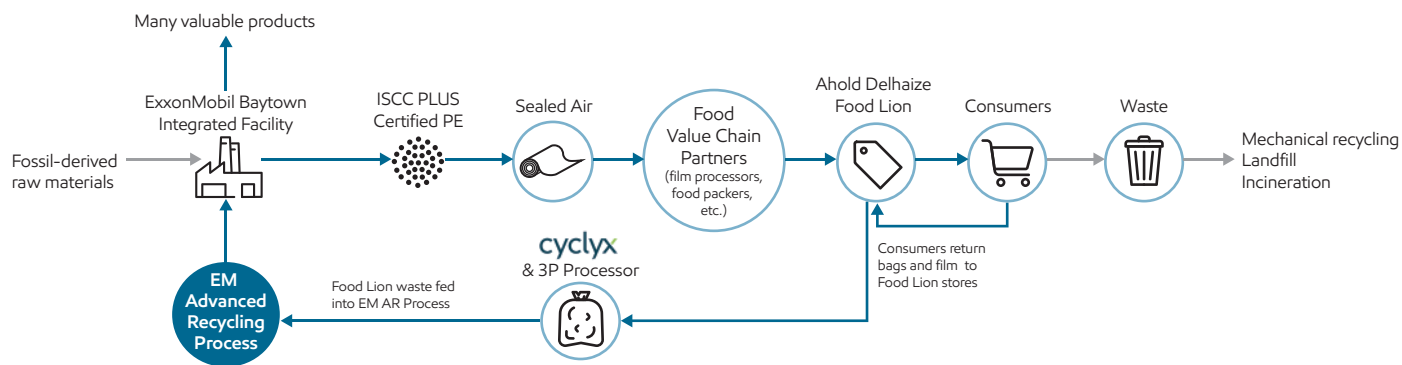 Many valuable products
ExxonMobil Baytown
Integrated Facility
Fossil-derived
raw materials
ISCC PLUS
Certified PE
Sealed Air
Food
Value Chain
Partners
(film processors,
food packers,
etc.)
Ahold Delhaize
Food Lion
Consumers
Waste
Mechanical recycling
Landfill
Incineration
Consumers return
bags and film to
Food Lion stores
cyclyx
& 3P Processor
Food Lion waste fed
into EM AR Process
EM
Advanced
Recycling
Process